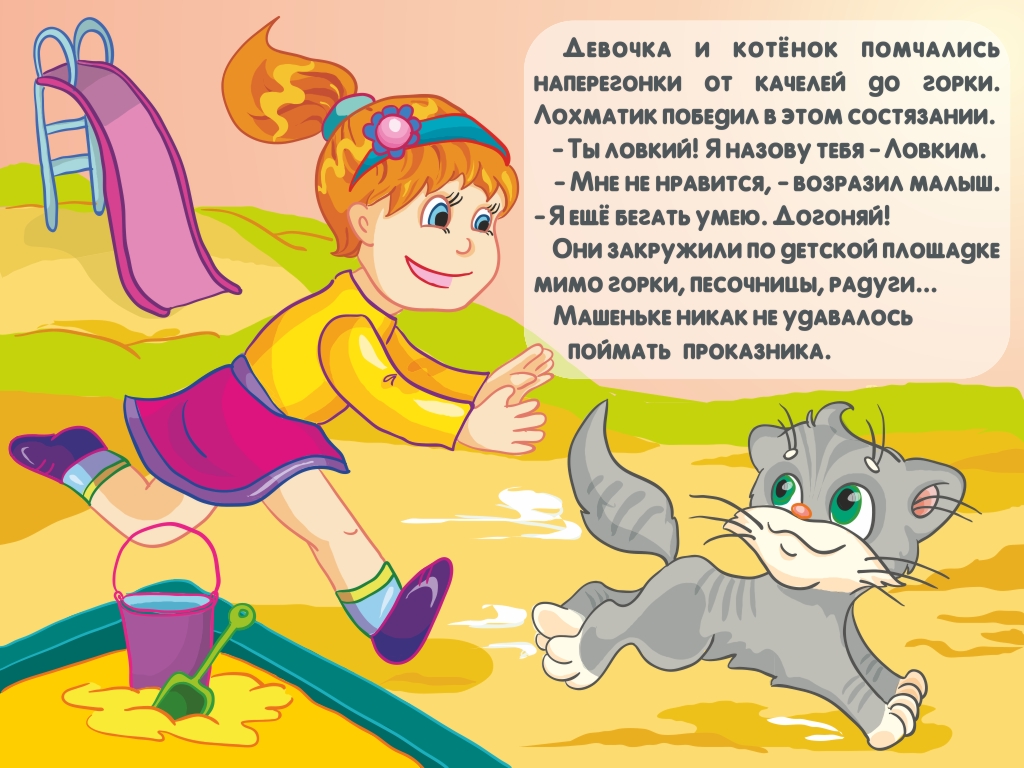 Девочка и котёнок помчались
наперегонки от качелей до горки.
Лохматик победил в этом состязании.
- Ты ловкий! Я назову тебя - Ловким.
- Мне не нравится, - возразил малыш.
- Я ещё бегать умею. Догоняй!
Они закружили по детской площадке
мимо горки, песочницы, радуги...
Машеньке никак не удавалось
поймать проказника.